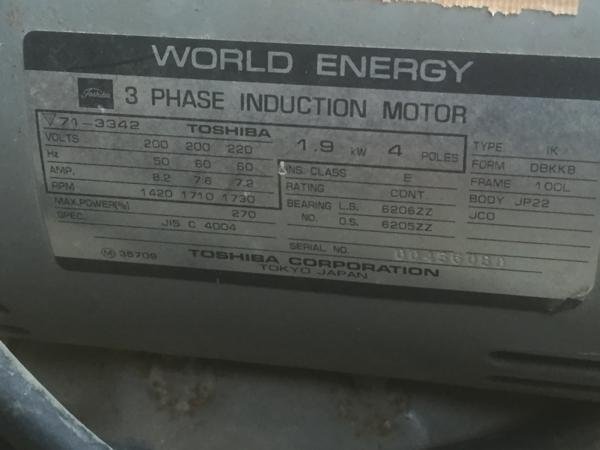 WORLD ENERGY
Toshiba 3 PHASE INDUCTION MOTOR
▽71-3342 TOSHIBA
VOLTS 200 200 220
Hz 50 60 60
AMP. 8.2 7.6 7.2
RPM 1420 1710 1730
MAX.POWER(%) 270
SPEC. JIS C 4004
1.9 kW 4 POLES
INS. CLASS E
RATING CONT.
BEARING L.S. 6206ZZ
NO. O.S. 6205ZZ
SERIAL NO.
TYPE IK
FORM DBKK8
FRAME 100L
BODY JP22
JC0
Ⓜ 35709 TOSHIBA CORPORATION
TOKYO JAPAN